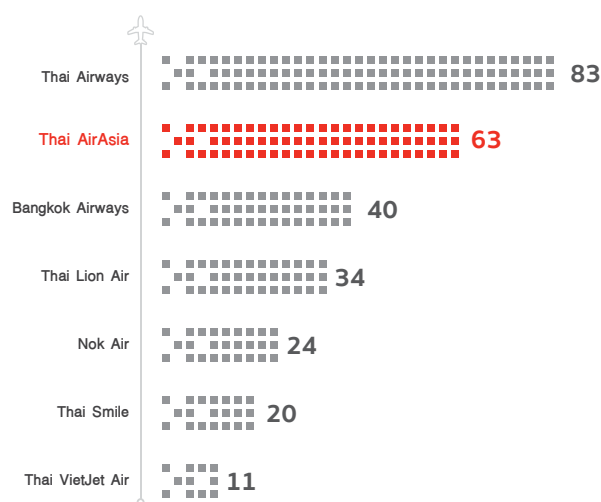 Thai Airways 83
Thai AirAsia 63
Bangkok Airways 40
Thai Lion Air 34
Nok Air 24
Thai Smile 20
Thai VietJet Air 11